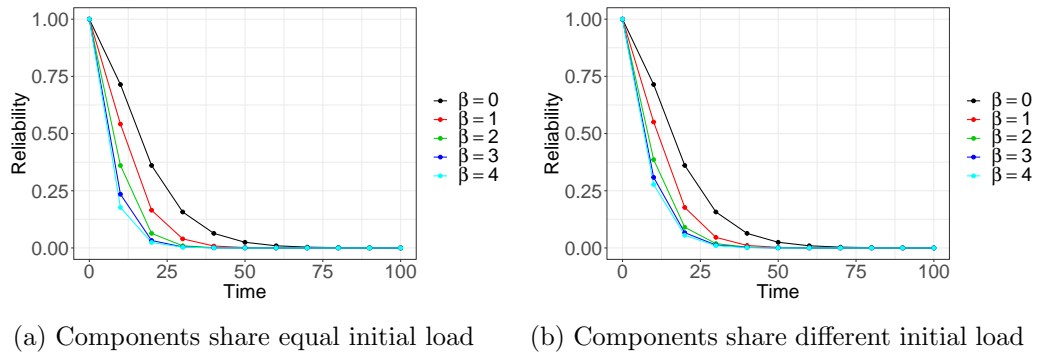 1.00
0.75
0.50
0.25
0.00
Reliability
0
25
50
75
100
Time
β = 0
β = 1
β = 2
β = 3
β = 4
(a) Components share equal initial load
1.00
0.75
0.50
0.25
0.00
Reliability
0
25
50
75
100
Time
β = 0
β = 1
β = 2
β = 3
β = 4
(b) Components share different initial load